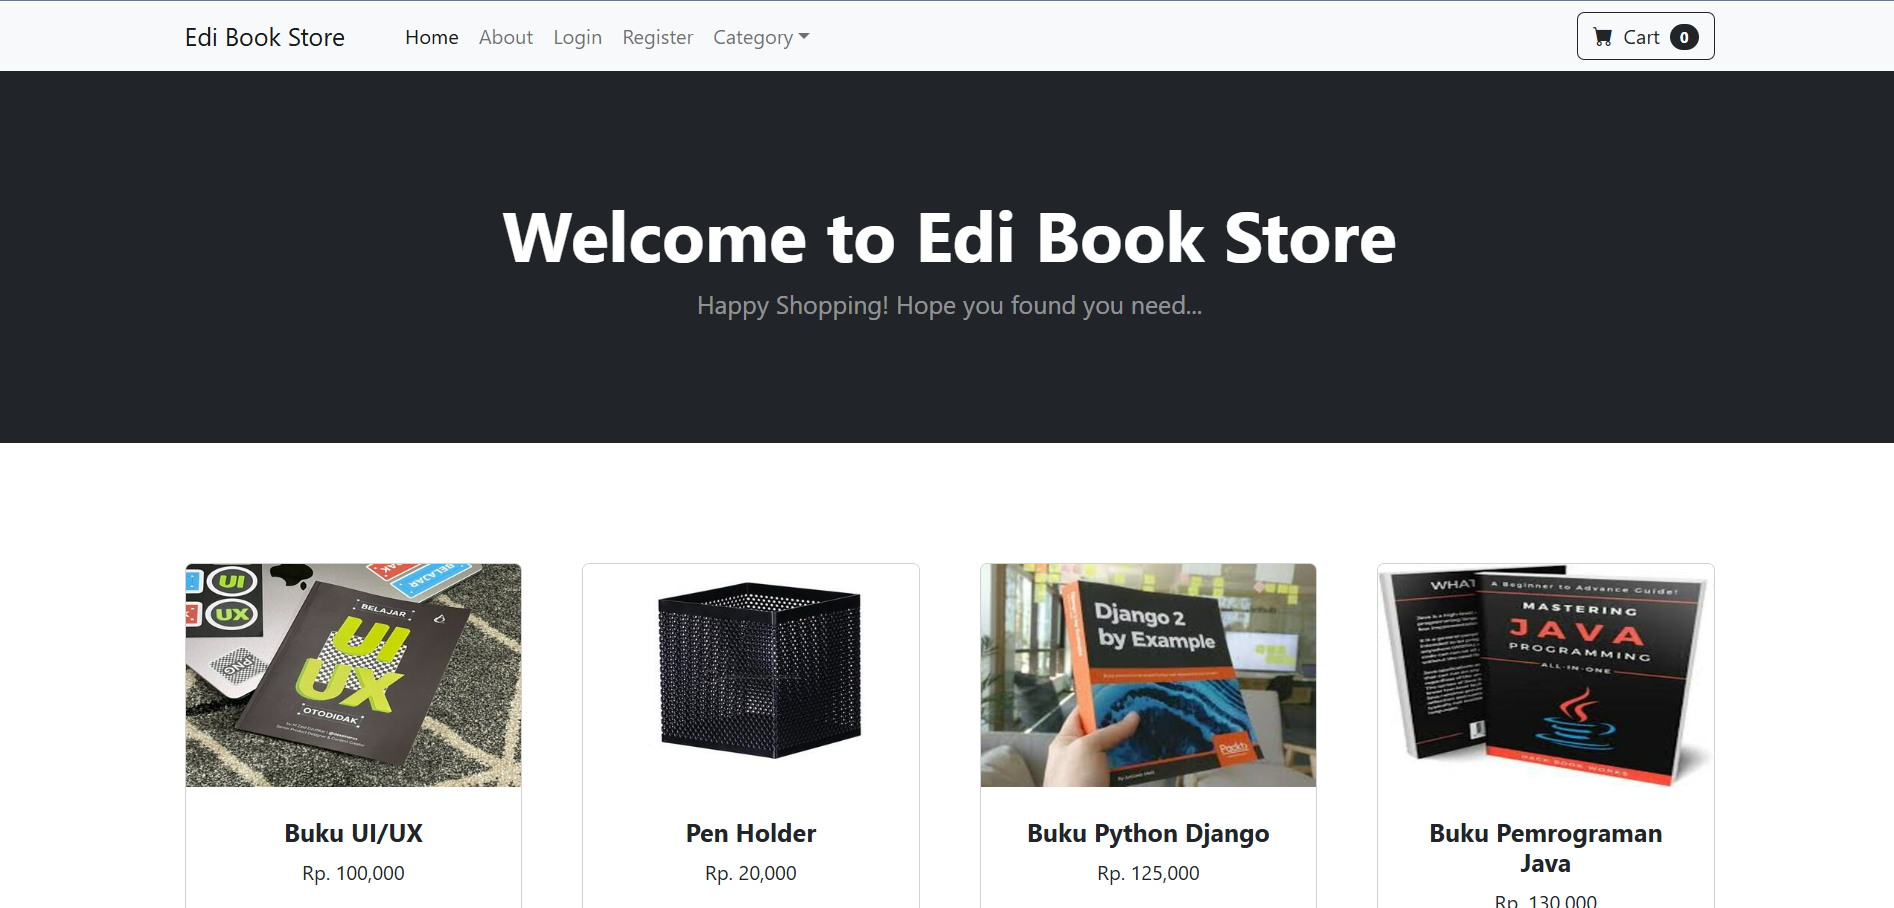 Edi Book Store
Home About Login Register Category
Cart 0
Welcome to Edi Book Store
Happy Shopping! Hope you found you need...
UI
UX
BELAJAR
BELAJAR
UI
UX
OTODIDAK
Django 2
by Example
Packt
WHAT
A Beginner to Advance Guide!
MASTERING
JAVA
PROGRAMMING
ALL-IN-ONE
Buku UI/UX
Rp. 100,000
Pen Holder
Rp. 20,000
Buku Python Django
Rp. 125,000
Buku Pemrograman
Java
Rp. 130,000